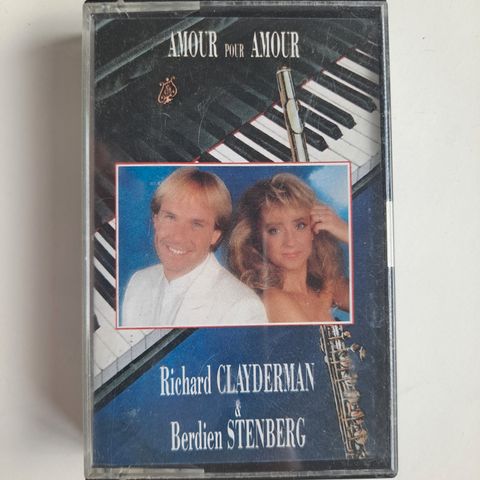 AMOUR POUR AMOUR
Richard CLAYDERMAN
&
Berdien STENBERG